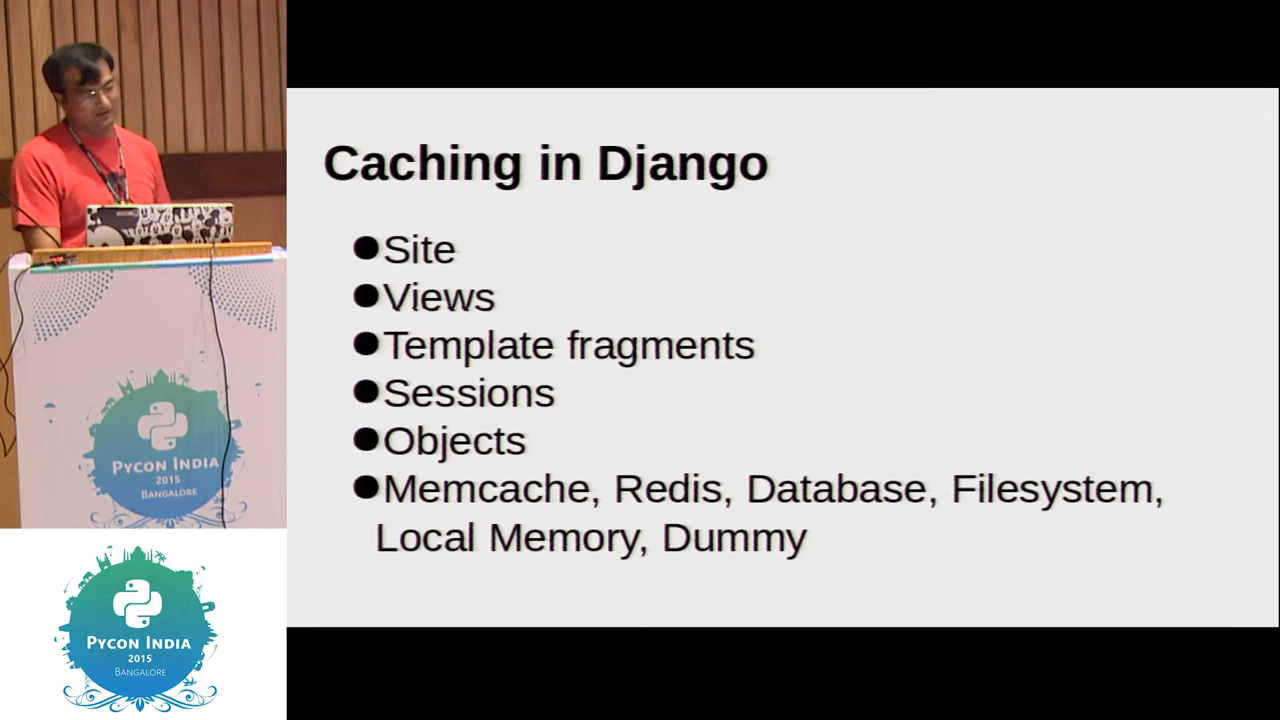 Caching in Django
●Site
●Views
●Template fragments
●Sessions
●Objects
●Memcache, Redis, Database, Filesystem,
Local Memory, Dummy
PYCON INDIA
2015
BANGALORE
PYCON INDIA
2015
BANGALORE